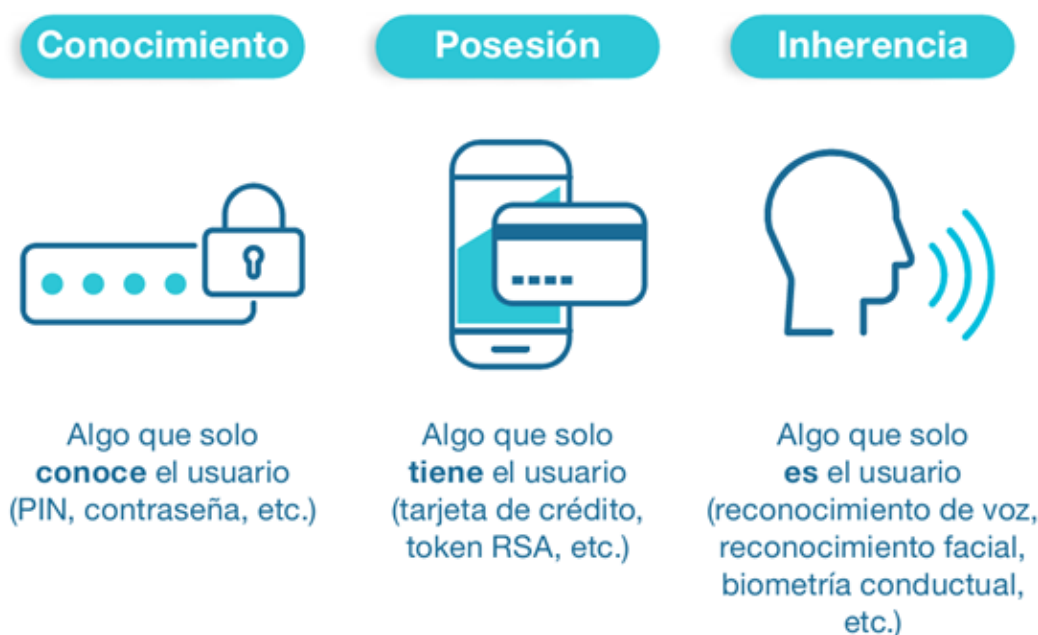 Conocimiento
Posesión
Inherencia
Algo que solo
conoce el usuario
(PIN, contraseña, etc.)
Algo que solo
tiene el usuario
(tarjeta de crédito,
token RSA, etc.)
Algo que solo
es el usuario
(reconocimiento de voz,
reconocimiento facial,
biometría conductual,
etc.)